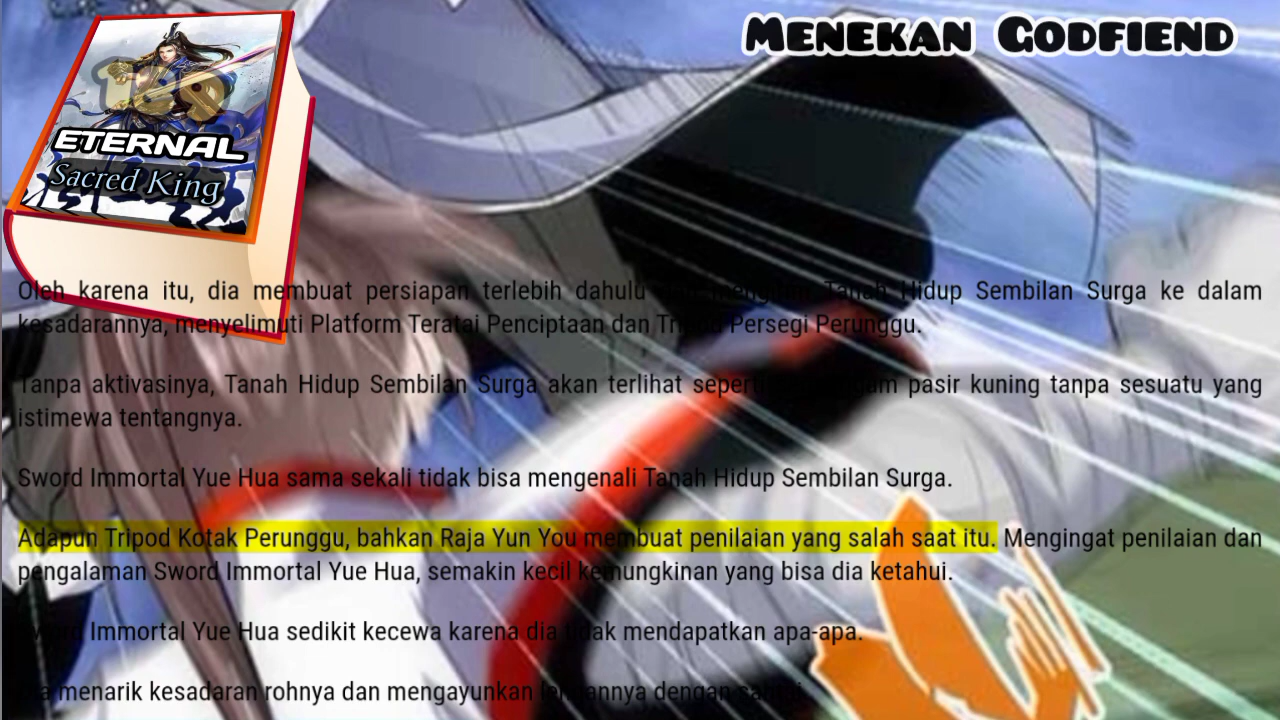 MENEKAN GODFIEND
ETERNAL
Sacred King
Oleh karena itu, dia membuat persiapan terlebih dahulu Tanah Hidup Sembilan Surga ke dalam
kesadarannya, menyelimuti Platform Teratai Penciptaan dan Persegi Perunggu.
Tanpa aktivasinya, Tanah Hidup Sembilan Surga akan terlihat seperti pasir kuning tanpa sesuatu yang
istimewa tentangnya.
Sword Immortal Yue Hua sama sekali tidak bisa mengenali Tanah Hidup Sembilan Surga.
Adapun Tripod Kotak Perunggu, bahkan Raja Yun You membuat penilaian yang salah saat itu. Mengingat penilaian dan
pengalaman Sword Immortal Yue Hua, semakin kecil kemungkinan yang bisa dia ketahui.
Sword Immortal Yue Hua sedikit kecewa karena dia tidak mendapatkan apa-apa.
Dia menarik kesadaran rohnya dan mengayunkan lengannya dengan